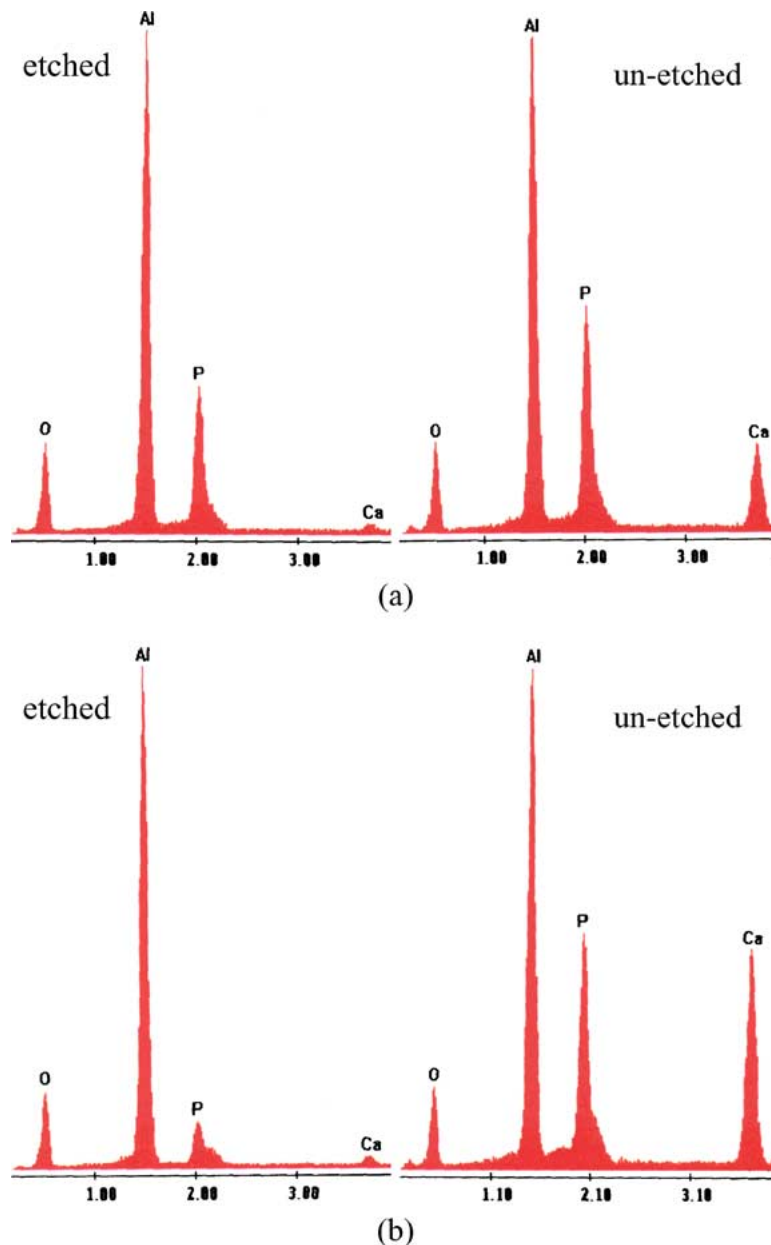 Al
Al
etched
un-etched
P
P
O
O
Ca
Ca
1.00 2.00 3.00
1.00 2.00 3.00
(a)
Al
Al
etched
un-etched
P
Ca
O
O
P
Ca
1.00 2.00 3.00
1.10 2.10 3.10
(b)